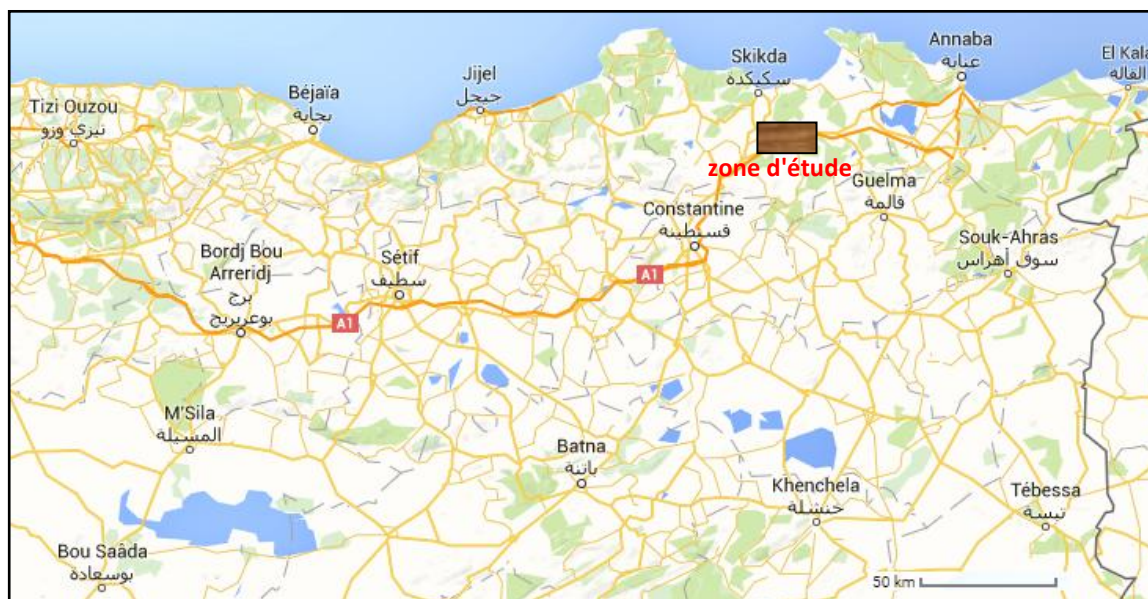 Annaba
عنابة
Skikda
سكيكدة
El Kala
القالة
Jijel
جيجل
Béjaïa
بجاية
Tizi Ouzou
تيزي وزو
zone d'étude
Guelma
قالمة
Constantine
قسنطينة
Souk-Ahras
سوق أهراس
Bordj Bou
Arreridj
برج
بوعريريج
Sétif
سطيف
A1
A1
M'Sila
المسيلة
Batna
باتنة
Khenchela
خنشلة
Tébessa
تبسة
Bou Saâda
بوسعادة
50 km